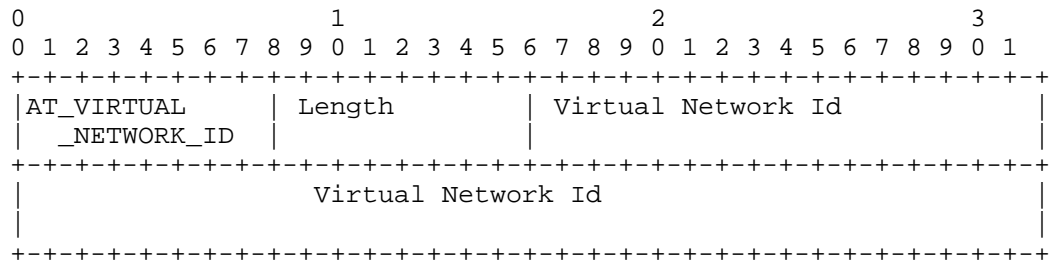 0                   1                   2                   3
0 1 2 3 4 5 6 7 8 9 0 1 2 3 4 5 6 7 8 9 0 1 2 3 4 5 6 7 8 9 0 1
+-+-+-+-+-+-+-+-+-+-+-+-+-+-+-+-+-+-+-+-+-+-+-+-+-+-+-+-+-+-+-+-+
|AT_VIRTUAL     | Length        | Virtual Network Id            |
|  _NETWORK_ID  |               |                               |
+-+-+-+-+-+-+-+-+-+-+-+-+-+-+-+-+-+-+-+-+-+-+-+-+-+-+-+-+-+-+-+-+
|                  Virtual Network Id                           |
|                                                               |
+-+-+-+-+-+-+-+-+-+-+-+-+-+-+-+-+-+-+-+-+-+-+-+-+-+-+-+-+-+-+-+-+